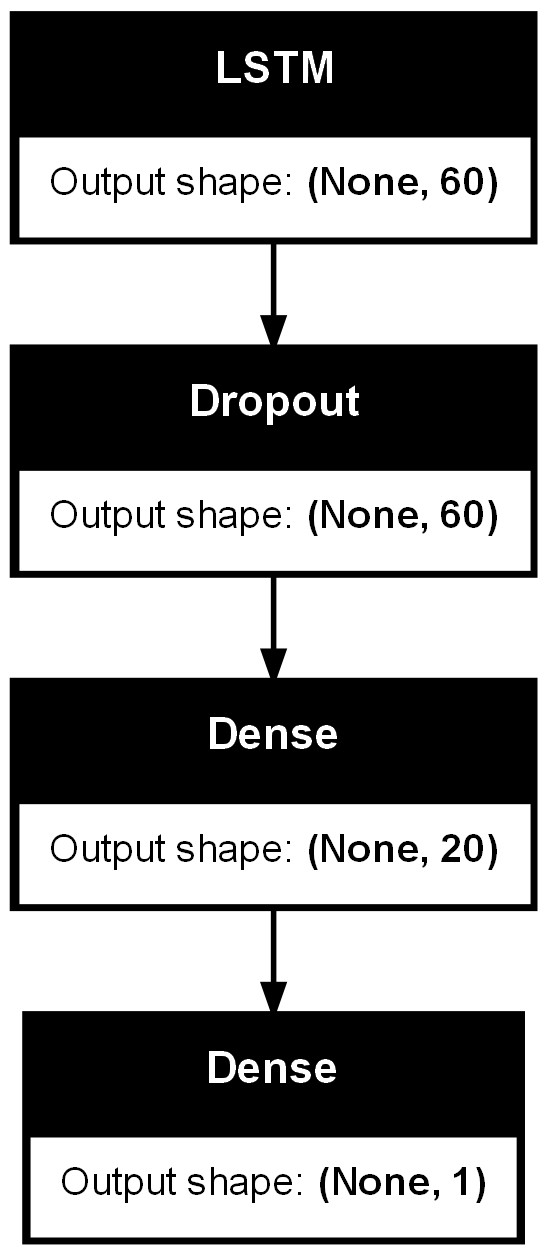 LSTM
Output shape: (None, 60)
Dropout
Output shape: (None, 60)
Dense
Output shape: (None, 20)
Dense
Output shape: (None, 1)